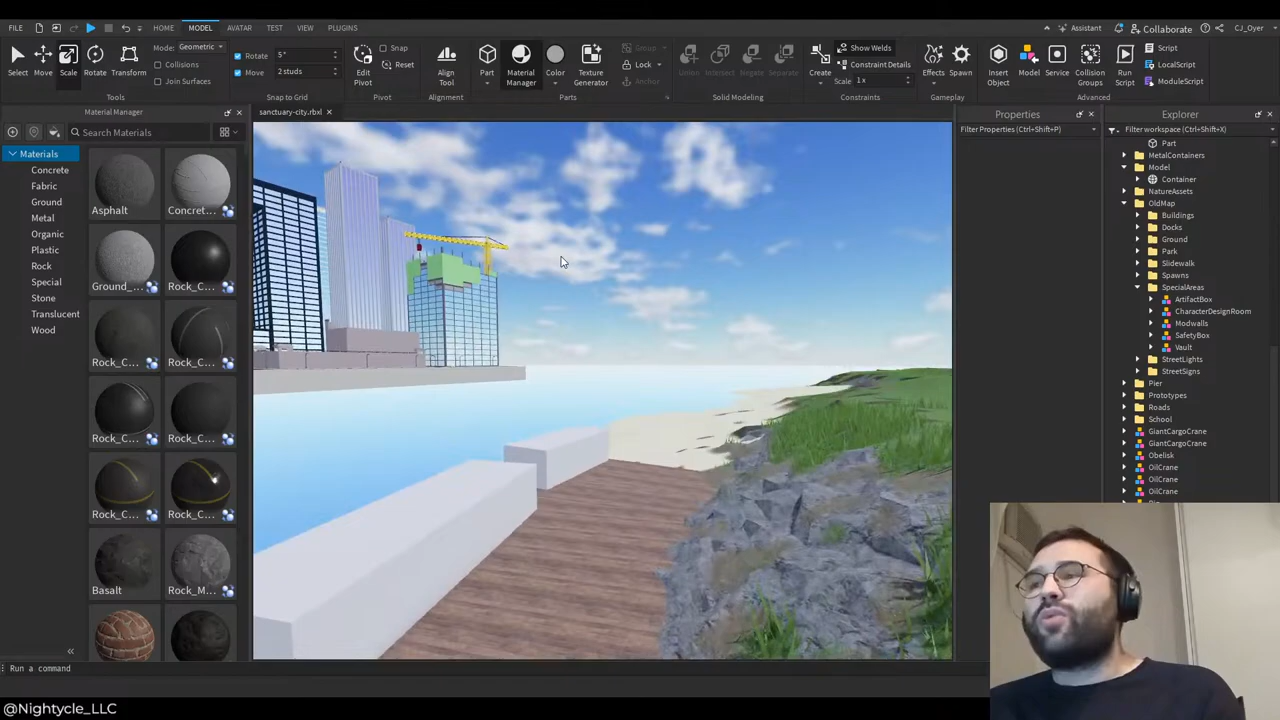 FILE HOME MODEL AVATAR TEST VIEW PLUGINS Assistant Collaborate CJ_Oyer
Select Move Scale Rotate Transform
Mode: Geometric
Collisions
Join Surfaces
Tools
Rotate 5°
Move 2 studs
Snap to Grid
Edit Pivot
Snap
Reset
Pivot
Align Tool
Alignment
Part Material Manager Color Texture Generator
Group
Lock
Anchor
Parts
Union Intersect Negate Separate
Solid Modeling
Create
Show Welds
Constraint Details
Scale 1x
Constraints
Effects Spawn
Gameplay
Insert Object Model Service Collision Groups Run Script
Script
LocalScript
ModuleScript
Advanced
Material Manager
sanctuary-city.rbxl
Properties
Explorer
Search Materials
Filter Properties (Ctrl+Shift+P)
Filter workspace (Ctrl+Shift+X)
Materials
Concrete
Fabric
Ground
Metal
Organic
Plastic
Rock
Special
Stone
Translucent
Wood
Asphalt Concret...
Ground_... Rock_C...
Rock_C... Rock_C...
Rock_C... Rock_C...
Rock_C... Rock_C...
Basalt Rock_M...
Part
MetalContainers
Model
Container
NatureAssets
OldMap
Buildings
Docks
Ground
Park
Slidewalk
Spawns
SpecialAreas
ArtifactBox
CharacterDesignRoom
Modwalls
SafetyBox
Vault
StreetLights
StreetSigns
Pier
Prototypes
Roads
School
GiantCargoCrane
GiantCargoCrane
Obelisk
OilCrane
OilCrane
OilCrane
Run a command
@Nightycle_LLC